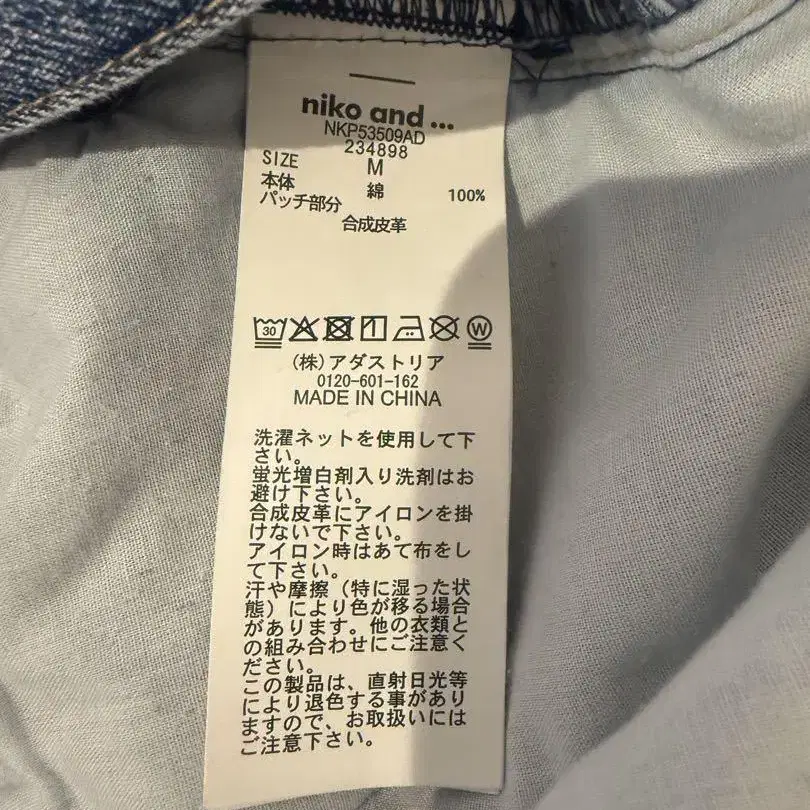 niko and ...
NKP53509AD
234898
SIZE M
本体 綿 100%
パッチ部分
合成皮革
30 W
(株)アダストリア
0120-601-162
MADE IN CHINA
洗濯ネットを使用して下
さい。
蛍光増白剤入り洗剤はお
避け下さい。
合成皮革にアイロンを掛
けないで下さい。
アイロン時はあて布をし
て下さい。
汗や摩擦（特に湿った状
態）により色が移る場合
があります。他の衣類と
の組み合わせにご注意く
ださい。
この製品は、直射日光等
により退色する事があり
ますので、お取扱いには
ご注意下さい。